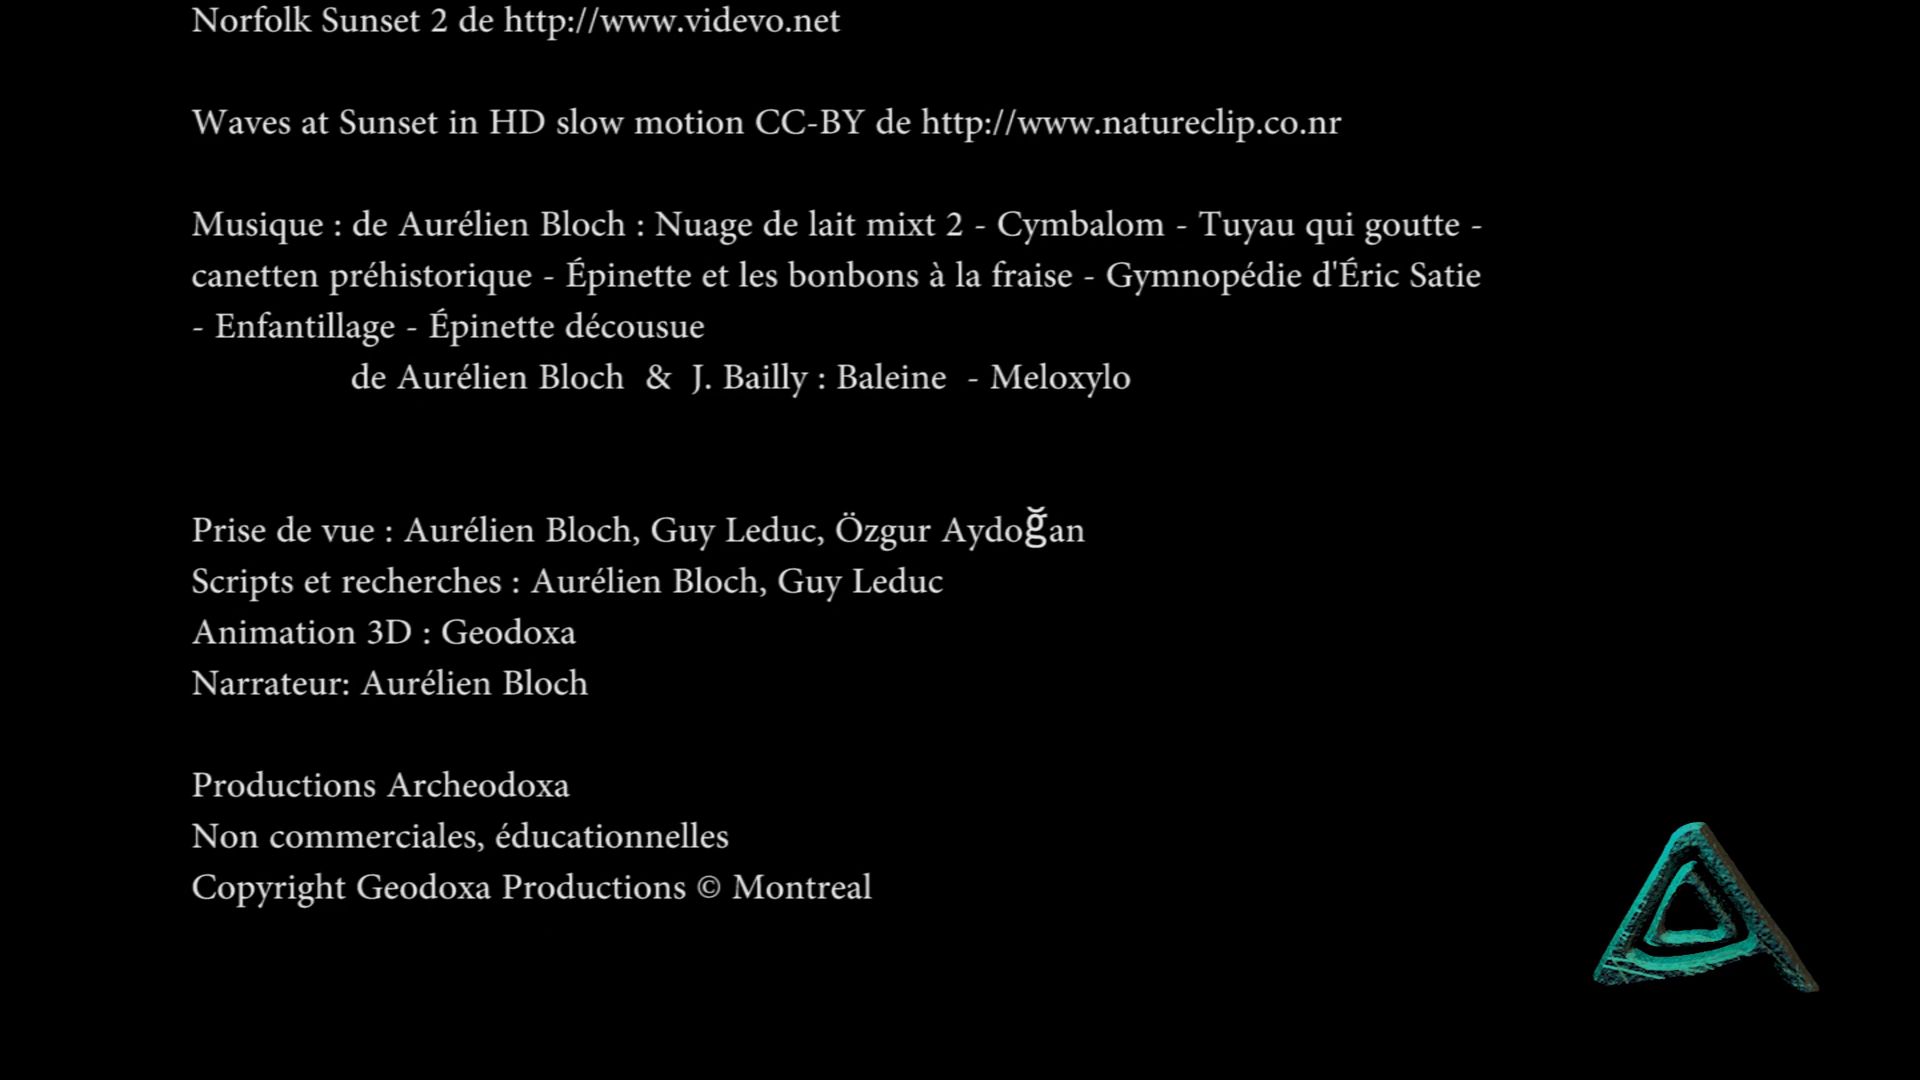 Norfolk Sunset 2 de http://www.videvo.net
Waves at Sunset in HD slow motion CC-BY de http://www.natureclip.co.nr
Musique : de Aurélien Bloch : Nuage de lait mixt 2 - Cymbalom - Tuyau qui goutte -
canetten préhistorique - Épinette et les bonbons à la fraise - Gymnopédie d'Éric Satie
- Enfantillage - Épinette décousue
de Aurélien Bloch & J. Bailly : Baleine - Meloxylo
Prise de vue : Aurélien Bloch, Guy Leduc, Özgur Aydoğan
Scripts et recherches : Aurélien Bloch, Guy Leduc
Animation 3D : Geodoxa
Narrateur: Aurélien Bloch
Productions Archeodoxa
Non commerciales, éducationnelles
Copyright Geodoxa Productions © Montreal